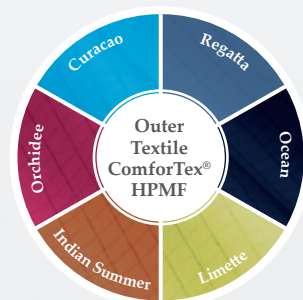 Curacao
Regatta
Ocean
Limette
Indian Summer
Orchidee
Outer
Textile
ComforTex®
HPMF